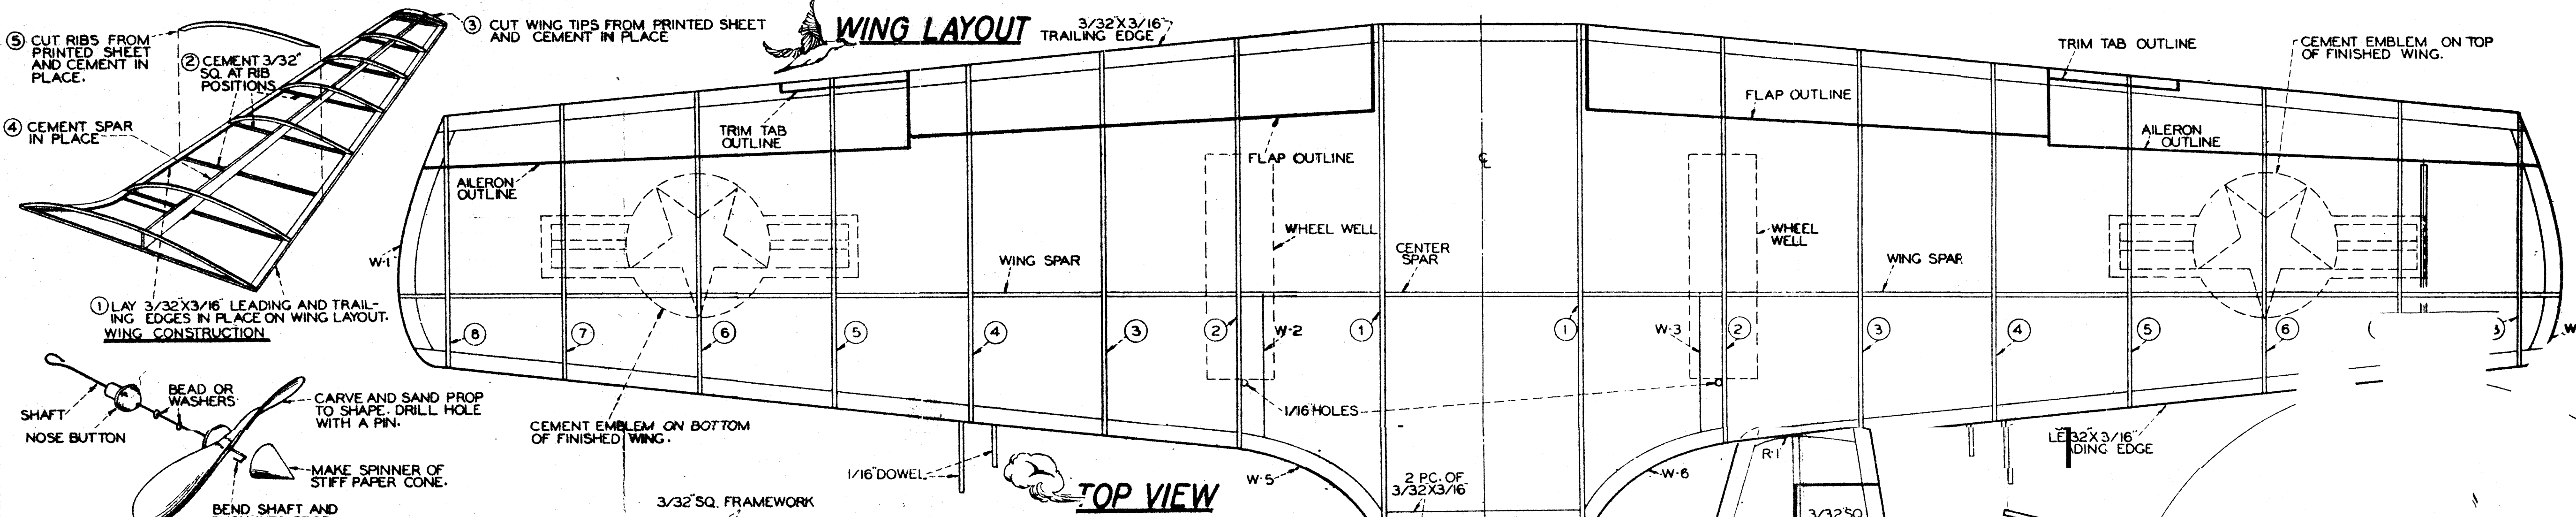 ⑤ CUT RIBS FROM
PRINTED SHEET
AND CEMENT IN
PLACE.
② CEMENT 3/32"
SQ. AT RIB
POSITIONS
④ CEMENT SPAR
IN PLACE
③ CUT WING TIPS FROM PRINTED SHEET
AND CEMENT IN PLACE
① LAY 3/32"X3/16" LEADING AND TRAIL-
ING EDGES IN PLACE ON WING LAYOUT.
WING CONSTRUCTION
WING LAYOUT
3/32"X3/16"
TRAILING EDGE
TRIM TAB
OUTLINE
AILERON
OUTLINE
FLAP OUTLINE
WHEEL WELL
W-1
WING SPAR
CENTER
SPAR
℄
FLAP OUTLINE
TRIM TAB OUTLINE
CEMENT EMBLEM ON TOP
OF FINISHED WING.
AILERON
OUTLINE
WHEEL
WELL
WING SPAR
⑧
⑦
⑥
⑤
④
③
②
W-2
①
①
W-3
②
③
④
⑤
⑥
W
SHAFT
NOSE BUTTON
BEAD OR
WASHERS
CARVE AND SAND PROP
TO SHAPE. DRILL HOLE
WITH A PIN.
MAKE SPINNER OF
STIFF PAPER CONE.
BEND SHAFT AND
CEMENT EMBLEM ON BOTTOM
OF FINISHED WING.
1/16" HOLES
1/16" DOWEL
3/32" SQ. FRAMEWORK
TOP VIEW
W-5
2 PC. OF
3/32X3/16
W-6
R-1
3/32"SQ
LE
32"X3/16"
ADING EDGE